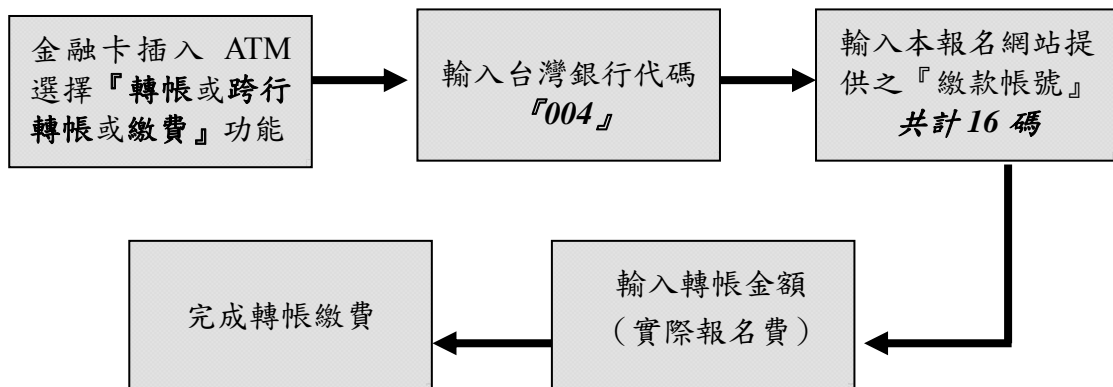 金融卡插入 ATM
選擇『轉帳或跨行
轉帳或繳費』功能
輸入台灣銀行代碼
『004』
輸入本報名網站提
供之『繳款帳號』
共計 16 碼
輸入轉帳金額
（實際報名費）
完成轉帳繳費